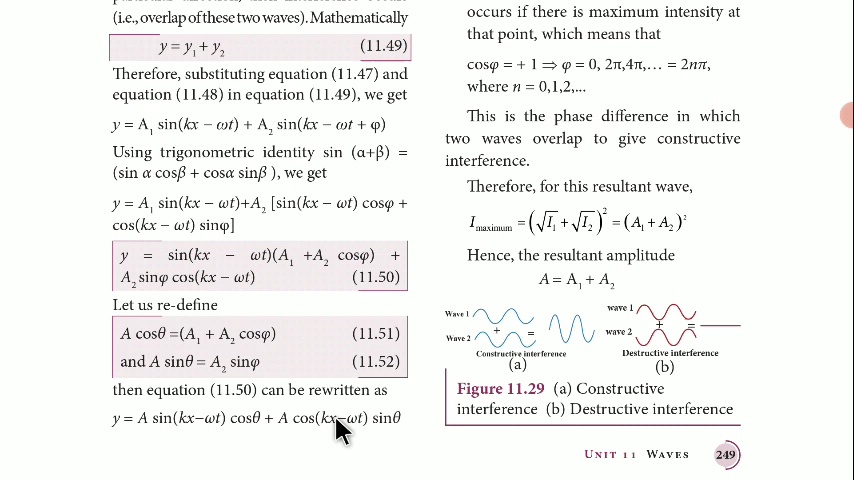 (i.e., overlap of these two waves). Mathematically
y = y₁ + y₂ (11.49)
Therefore, substituting equation (11.47) and
equation (11.48) in equation (11.49), we get
y = A₁ sin(kx − ωt) + A₂ sin(kx − ωt + φ)
Using trigonometric identity sin (α+β) =
(sin α cosβ + cosα sinβ ), we get
y = A₁ sin(kx − ωt)+A₂ [sin(kx − ωt) cosφ +
cos(kx − ωt) sinφ]
y = sin(kx − ωt)(A₁ +A₂ cosφ) +
A₂ sinφ cos(kx − ωt) (11.50)
Let us re-define
A cosθ =(A₁ + A₂ cosφ) (11.51)
and A sinθ = A₂ sinφ (11.52)
then equation (11.50) can be rewritten as
y = A sin(kx−ωt) cosθ + A cos(kx−ωt) sinθ
occurs if there is maximum intensity at
that point, which means that
cosφ = + 1 ⇒ φ = 0, 2π,4π,… = 2nπ,
where n = 0,1,2,...
This is the phase difference in which
two waves overlap to give constructive
interference.
Therefore, for this resultant wave,
I maximum = (√I₁ + √I₂)² = (A₁ + A₂)²
Hence, the resultant amplitude
A = A₁ + A₂
Wave 1
+
Wave 2
=
Constructive interference
(a)
wave 1
+
wave 2
=
Destructive interference
(b)
Figure 11.29 (a) Constructive
interference (b) Destructive interference
UNIT 11 WAVES 249